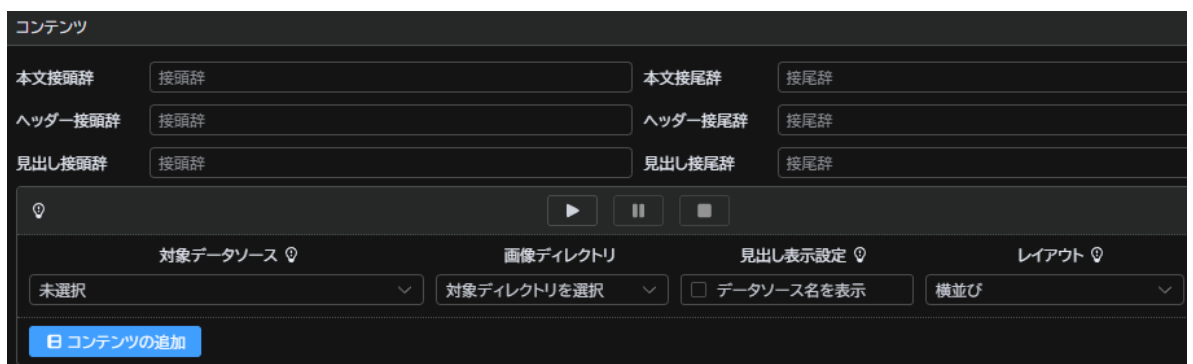 コンテンツ
本文接頭辞 接頭辞 本文接尾辞 接尾辞
ヘッダー接頭辞 接頭辞 ヘッダー接尾辞 接尾辞
見出し接頭辞 接頭辞 見出し接尾辞 接尾辞
対象データソース 画像ディレクトリ 見出し表示設定 レイアウト
未選択 対象ディレクトリを選択 データソース名を表示 横並び
コンテンツの追加